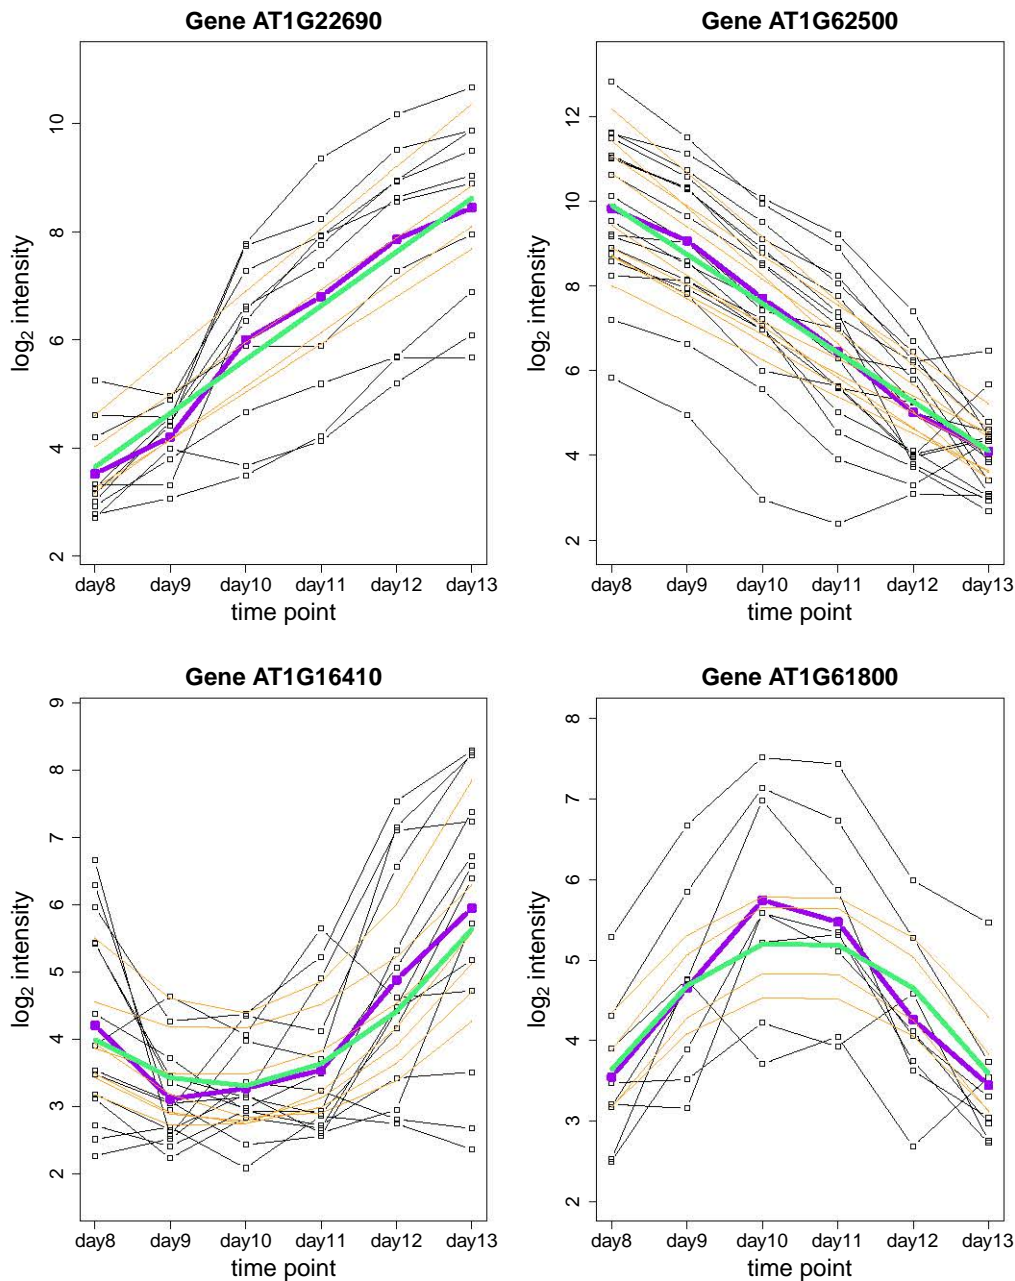 Gene AT1G22690
log2 intensity
10
8
6
4
2
day8 day9 day10 day11 day12 day13
time point
Gene AT1G62500
log2 intensity
12
10
8
6
4
2
day8 day9 day10 day11 day12 day13
time point
Gene AT1G16410
log2 intensity
9
8
7
6
5
4
3
2
day8 day9 day10 day11 day12 day13
time point
Gene AT1G61800
log2 intensity
8
7
6
5
4
3
2
day8 day9 day10 day11 day12 day13
time point